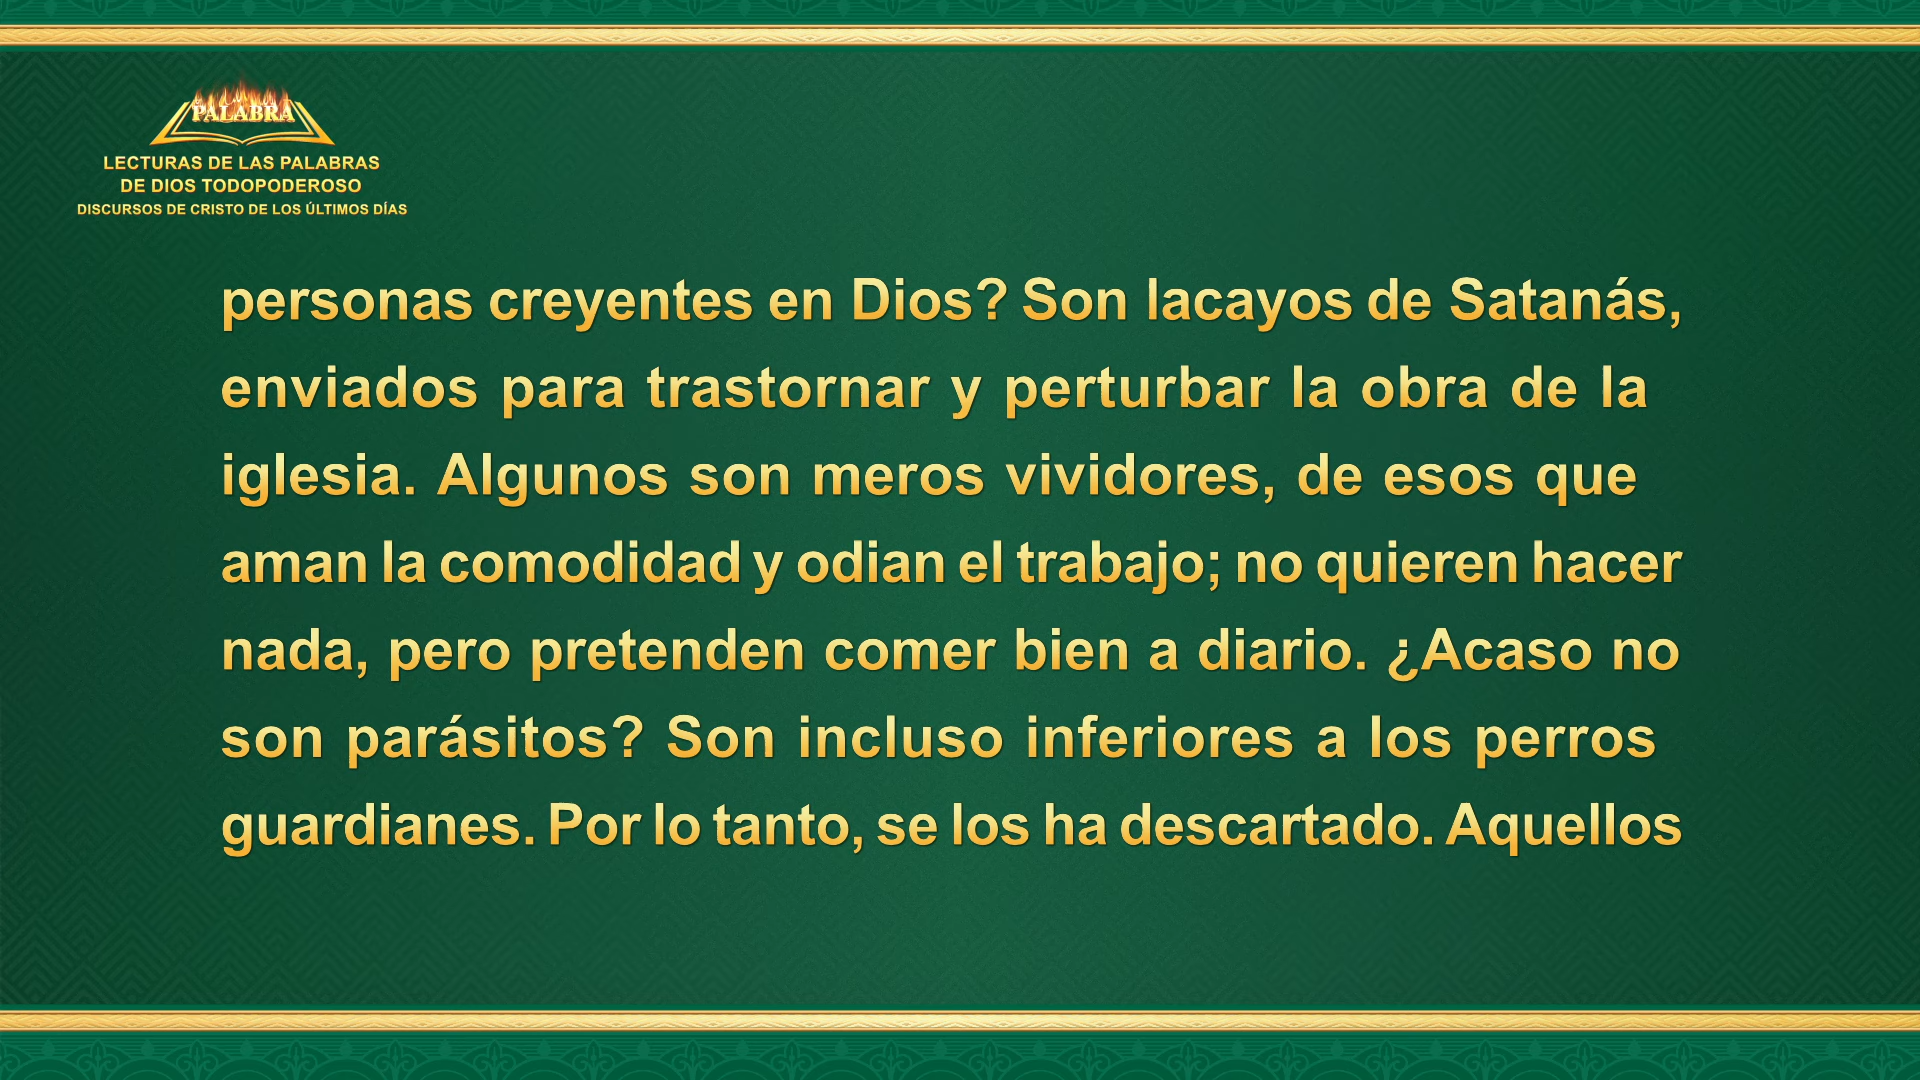 PALABRA
LECTURAS DE LAS PALABRAS
DE DIOS TODOPODEROSO
DISCURSOS DE CRISTO DE LOS ÚLTIMOS DÍAS
personas creyentes en Dios? Son lacayos de Satanás,
enviados para trastornar y perturbar la obra de la
iglesia. Algunos son meros vividores, de esos que
aman la comodidad y odian el trabajo; no quieren hacer
nada, pero pretenden comer bien a diario. ¿Acaso no
son parásitos? Son incluso inferiores a los perros
guardianes. Por lo tanto, se los ha descartado. Aquellos